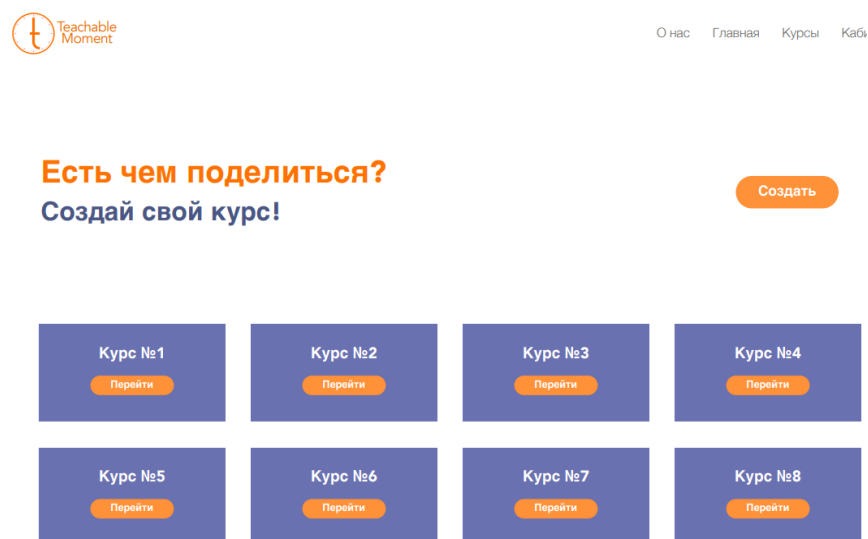 Teachable
Moment
О нас Главная Курсы
Есть чем поделиться?
Создай свой курс!
Создать
Курс №1 Курс №2 Курс №3 Курс №4
Перейти Перейти Перейти Перейти
Курс №5 Курс №6 Курс №7 Курс №8
Перейти Перейти Перейти Перейти